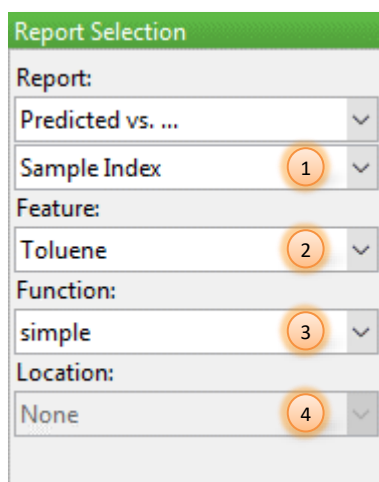 Report Selection
Report:
Predicted vs. ...
Sample Index 1
Feature:
Toluene 2
Function:
simple 3
Location:
None 4